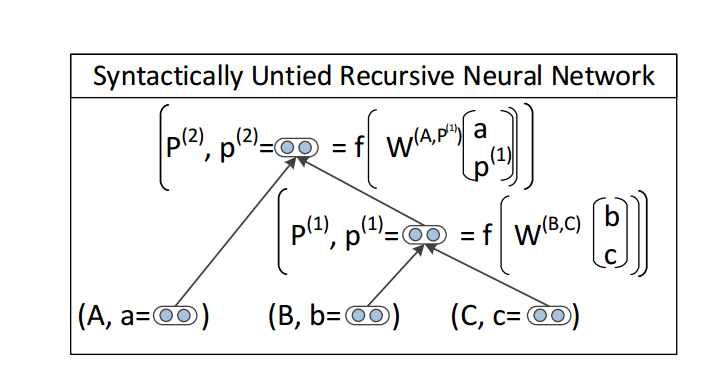 Syntactically Untied Recursive Neural Network
(P⁽²⁾, p⁽²⁾= = f( W⁽ᴬ,ᴾ⁽¹⁾⁾ [a p⁽¹⁾]))
(P⁽¹⁾, p⁽¹⁾= = f( W⁽ᴮ,ᶜ⁾ [b c]))
(A, a= ) (B, b= ) (C, c= )